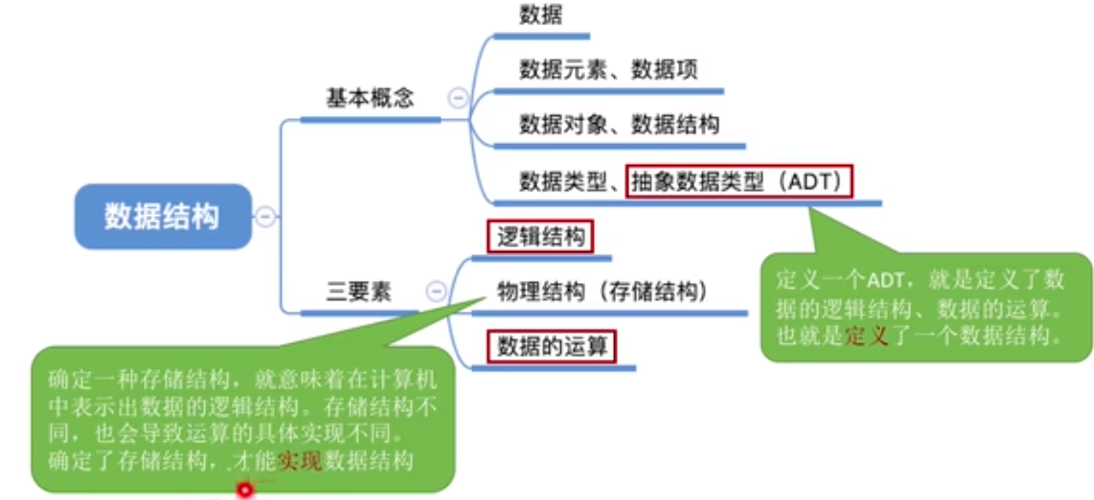 数据
数据元素、数据项
基本概念
数据对象、数据结构
数据类型、抽象数据类型（ADT）
数据结构
逻辑结构
三要素
物理结构（存储结构）
数据的运算
定义一个ADT，就是定义了数
据的逻辑结构、数据的运算。
也就是定义了一个数据结构。
确定一种存储结构，就意味着在计算机
中表示出数据的逻辑结构。存储结构不
同，也会导致运算的具体实现不同。
确定了存储结构，才能实现数据结构